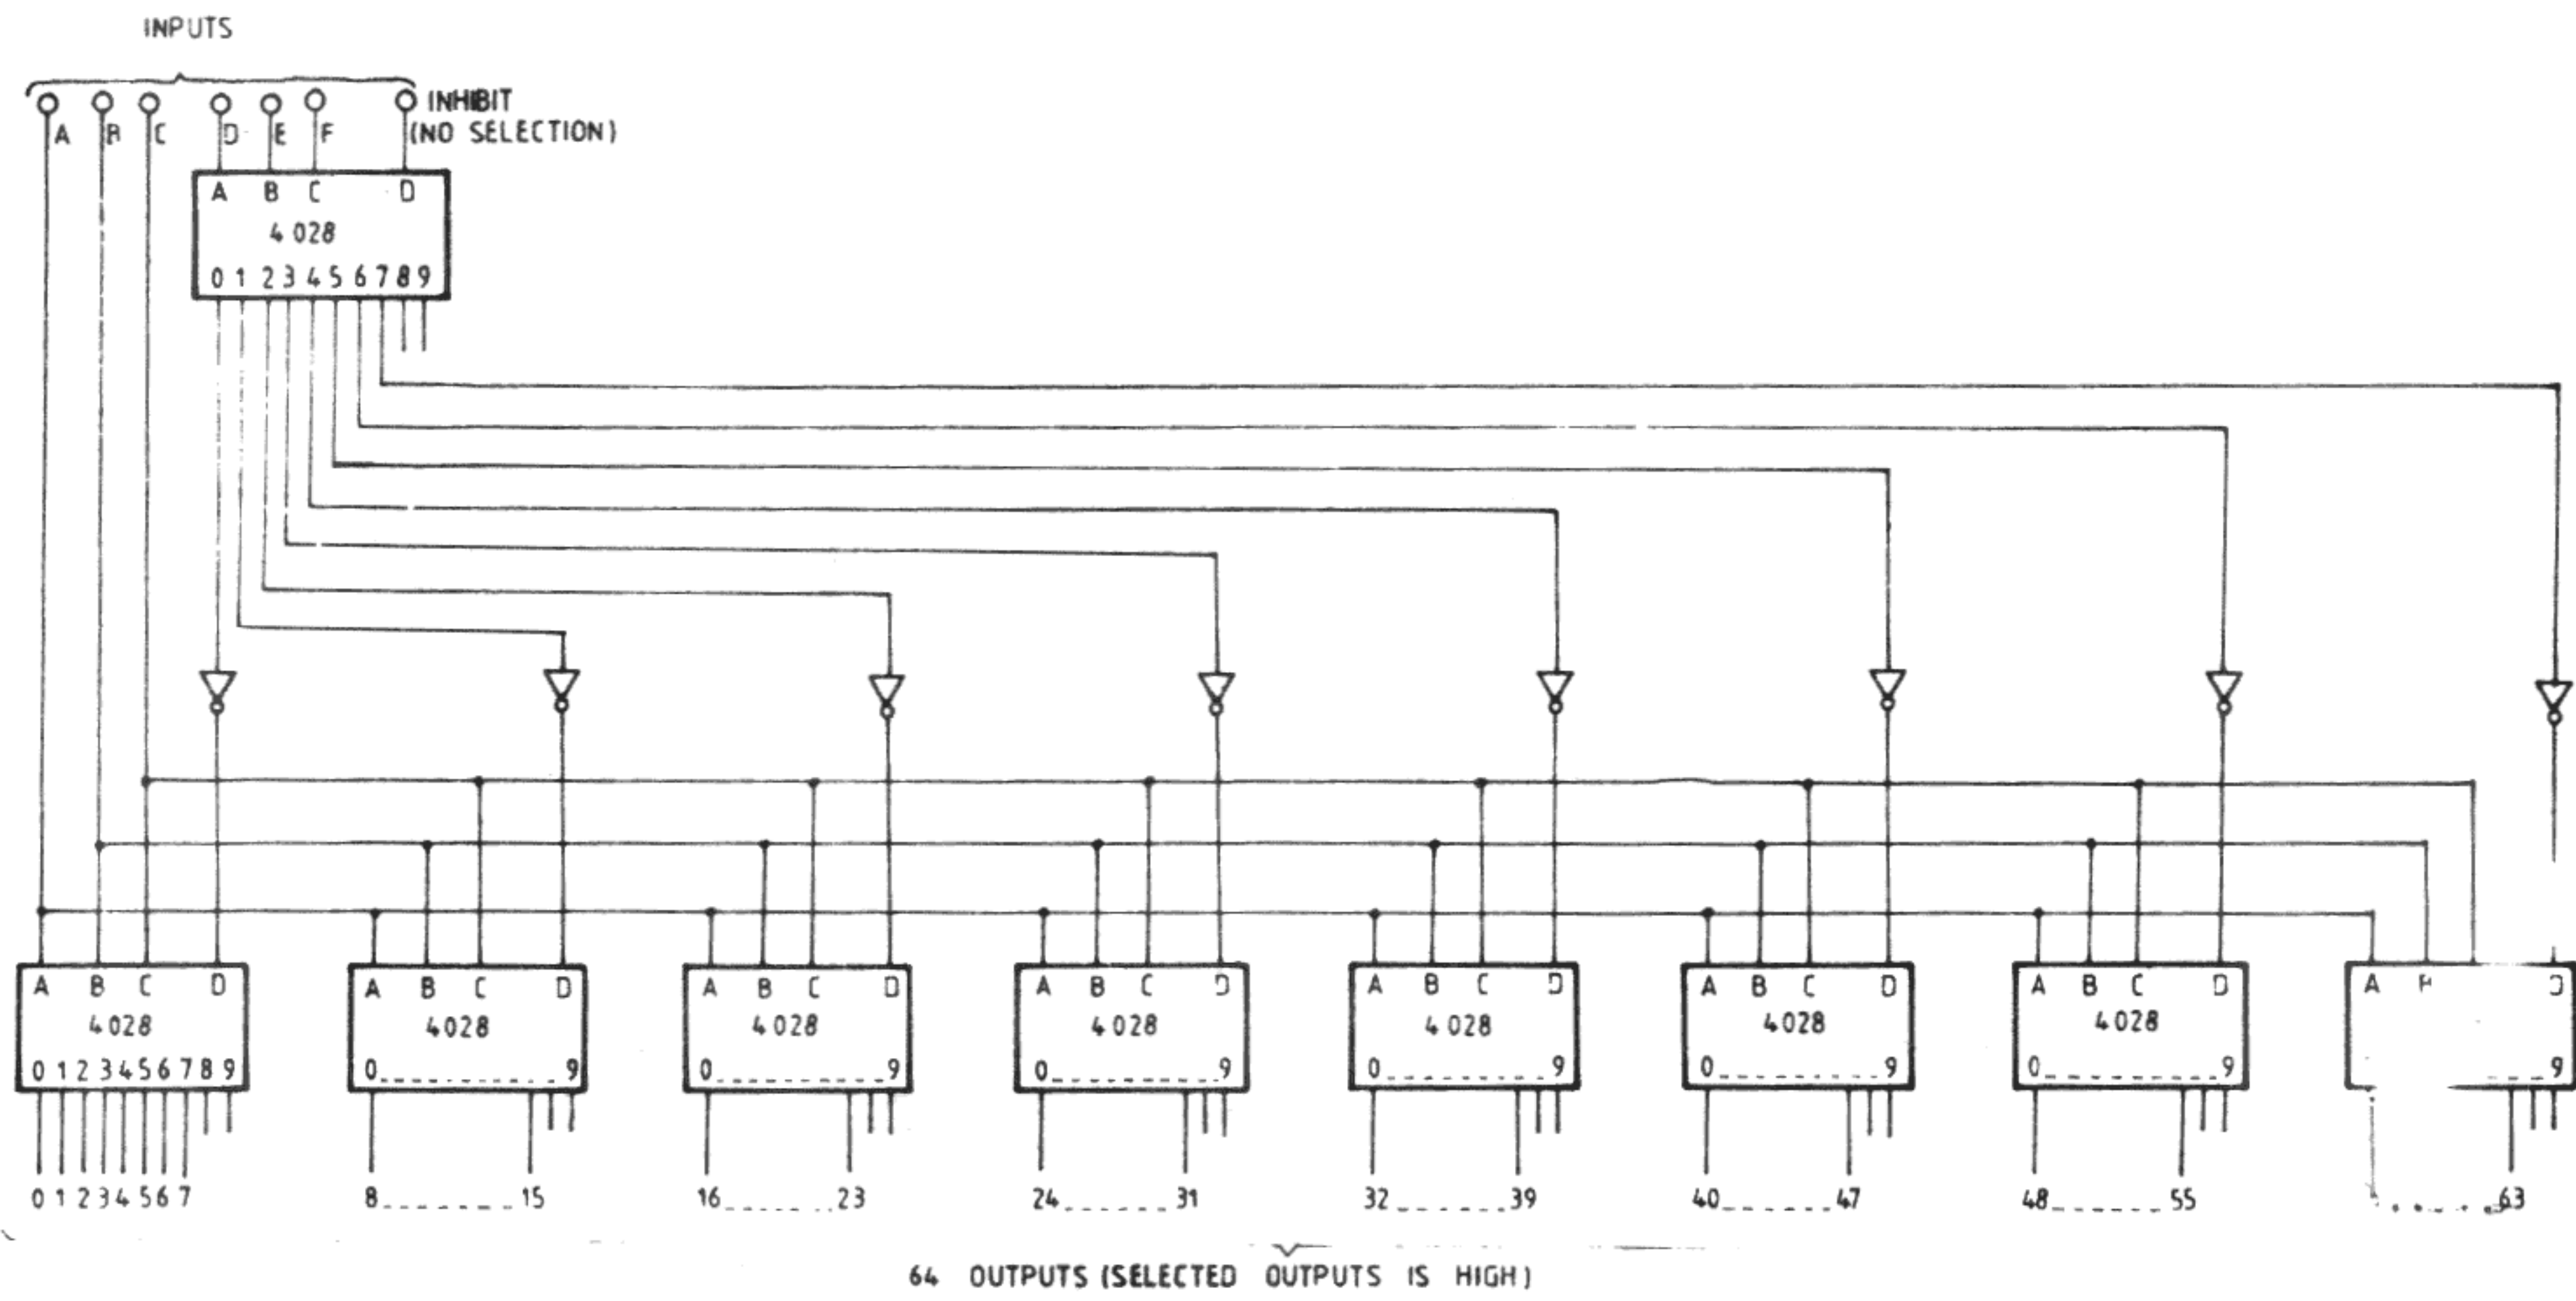 INPUTS
INHIBIT
A B C D E F (NO SELECTION)
A B C D
4028
0 1 2 3 4 5 6 7 8 9
A B C D A B C D A B C D A B C D A B C D A B C D A B C D A
4028 4028 4028 4028 4028 4028 4028
0 1 2 3 4 5 6 7 8 9 0 9 0 9 0 9 0 9 0 9 0 9 9
0 1 2 3 4 5 6 7 8 15 16 23 24 31 32 39 40 47 48 55 63
64 OUTPUTS (SELECTED OUTPUTS IS HIGH)